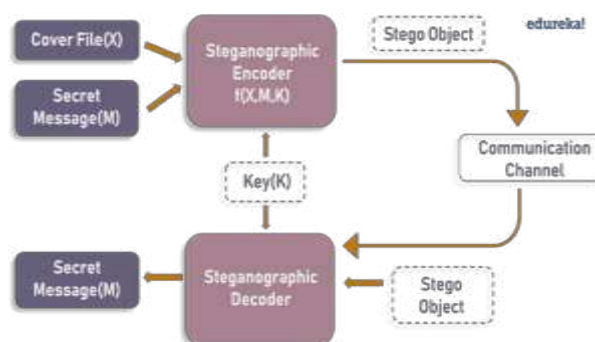 edureka!
Cover File(X)
Secret
Message(M)
Steganographic
Encoder
f(X,M,K)
Stego Object
Communication
Channel
Key(K)
Secret
Message(M)
Steganographic
Decoder
Stego
Object